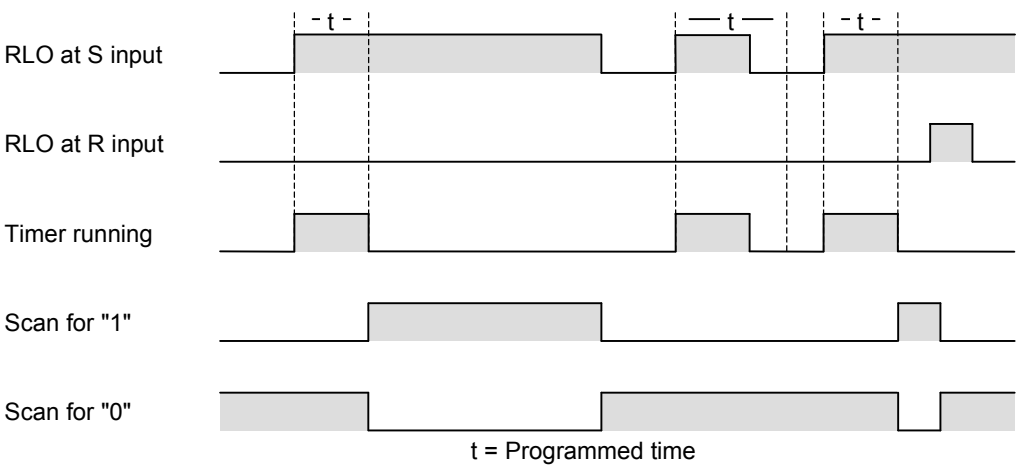 t t t
RLO at S input
RLO at R input
Timer running
Scan for "1"
Scan for "0"
t = Programmed time